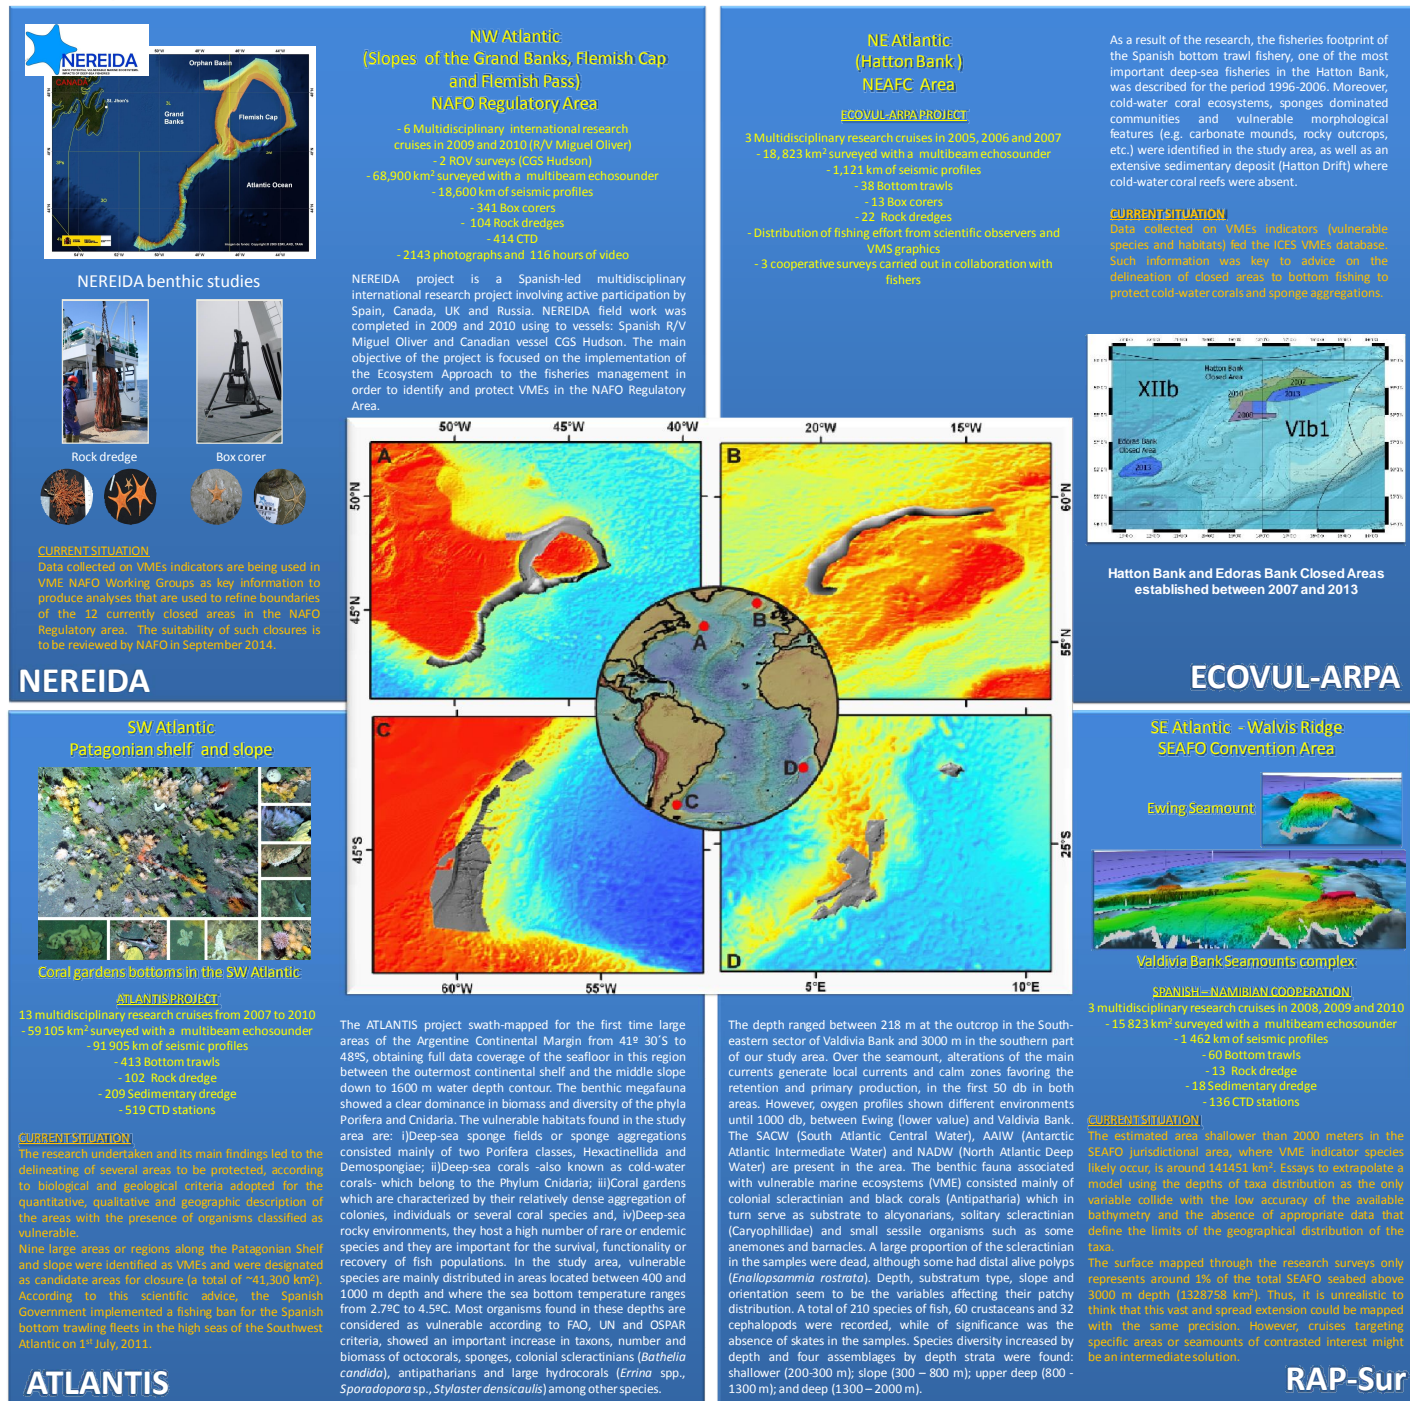 NEREIDA
CANADA
St. Jhon's
Orphan Basin
Grand
Banks
Flemish Cap
Atlantic Ocean
NEREIDA benthic studies
Rock dredge
Box corer
CURRENT SITUATION
Data collected on VMEs indicators are being used in
VME NAFO Working Groups as key information to
produce analyses that are used to refine boundaries
of the 12 currently closed areas in the NAFO
Regulatory area. The suitability of such closures is
to be reviewed by NAFO in September 2014.
NEREIDA
NW Atlantic
(Slopes of the Grand Banks, Flemish Cap
and Flemish Pass)
NAFO Regulatory Area
- 6 Multidisciplinary international research
cruises in 2009 and 2010 (R/V Miguel Oliver)
- 2 ROV surveys (CGS Hudson)
- 68,900 km² surveyed with a multibeam echosounder
- 18,600 km of seismic profiles
- 341 Box corers
- 104 Rock dredges
- 414 CTD
- 2143 photographs and 116 hours of video
NEREIDA project is a Spanish-led multidisciplinary
international research project involving active participation by
Spain, Canada, UK and Russia. NEREIDA field work was
completed in 2009 and 2010 using to vessels: Spanish R/V
Miguel Oliver and Canadian vessel CGS Hudson. The main
objective of the project is focused on the implementation of
the Ecosystem Approach to the fisheries management in
order to identify and protect VMEs in the NAFO Regulatory
Area.
NE Atlantic
(Hatton Bank )
NEAFC Area
ECOVUL-ARPA PROJECT
3 Multidisciplinary research cruises in 2005, 2006 and 2007
- 18, 823 km² surveyed with a multibeam echosounder
- 1,121 km of seismic profiles
- 38 Bottom trawls
- 13 Box corers
- 22 Rock dredges
- Distribution of fishing effort from scientific observers and
VMS graphics
- 3 cooperative surveys carried out in collaboration with
fishers
As a result of the research, the fisheries footprint of
the Spanish bottom trawl fishery, one of the most
important deep-sea fisheries in the Hatton Bank,
was described for the period 1996-2006. Moreover,
cold-water coral ecosystems, sponges dominated
communities and vulnerable morphological
features (e.g. carbonate mounds, rocky outcrops,
etc.) were identified in the study area, as well as an
extensive sedimentary deposit (Hatton Drift) where
cold-water coral reefs were absent.
CURRENT SITUATION
Data collected on VMEs indicators (vulnerable
species and habitats) fed the ICES VMEs database.
Such information was key to advice on the
delineation of closed areas to bottom fishing to
protect cold-water corals and sponge aggregations.
Hatton Bank
Closed Area
XIIb
2007
2010
2013
2008
VIb1
Edoras Bank
Closed Area
2013
Hatton Bank and Edoras Bank Closed Areas
established between 2007 and 2013
ECOVUL-ARPA
50°W 45°W 40°W 20°W 15°W
A
B
50°N
45°N
60°N
55°N
A
B
C
D
C
D
45°S
25°S
60°W 55°W 5°E 10°E
SW Atlantic
Patagonian shelf and slope
Coral gardens bottoms in the SW Atlantic
ATLANTIS PROJECT
13 multidisciplinary research cruises from 2007 to 2010
- 59 105 km² surveyed with a multibeam echosounder
- 91 905 km of seismic profiles
- 413 Bottom trawls
- 102 Rock dredge
- 209 Sedimentary dredge
- 519 CTD stations
CURRENT SITUATION
The research undertaken and its main findings led to the
delineating of several areas to be protected, according
to biological and geological criteria adopted for the
quantitative, qualitative and geographic description of
the areas with the presence of organisms classified as
vulnerable.
Nine large areas or regions along the Patagonian Shelf
and slope were identified as VMEs and were designated
as candidate areas for closure (a total of ~41,300 km²).
According to this scientific advice, the Spanish
Government implemented a fishing ban for the Spanish
bottom trawling fleets in the high seas of the Southwest
Atlantic on 1st July, 2011.
ATLANTIS
The ATLANTIS project swath-mapped for the first time large
areas of the Argentine Continental Margin from 41º 30´S to
48ºS, obtaining full data coverage of the seafloor in this region
between the outermost continental shelf and the middle slope
down to 1600 m water depth contour. The benthic megafauna
showed a clear dominance in biomass and diversity of the phyla
Porifera and Cnidaria. The vulnerable habitats found in the study
area are: i)Deep-sea sponge fields or sponge aggregations
consisted mainly of two Porifera classes, Hexactinellida and
Demospongiae; ii)Deep-sea corals -also known as cold-water
corals- which belong to the Phylum Cnidaria; iii)Coral gardens
which are characterized by their relatively dense aggregation of
colonies, individuals or several coral species and, iv)Deep-sea
rocky environments, they host a high number of rare or endemic
species and they are important for the survival, functionality or
recovery of fish populations. In the study area, vulnerable
species are mainly distributed in areas located between 400 and
1000 m depth and where the sea bottom temperature ranges
from 2.7ºC to 4.5ºC. Most organisms found in these depths are
considered as vulnerable according to FAO, UN and OSPAR
criteria, showed an important increase in taxons, number and
biomass of octocorals, sponges, colonial scleractinians (Bathelia
candida), antipatharians and large hydrocorals (Errina spp.,
Sporadopora sp., Stylaster densicaulis) among other species.
The depth ranged between 218 m at the outcrop in the South-
eastern sector of Valdivia Bank and 3000 m in the southern part
of our study area. Over the seamount, alterations of the main
currents generate local currents and calm zones favoring the
retention and primary production, in the first 50 db in both
areas. However, oxygen profiles shown different environments
until 1000 db, between Ewing (lower value) and Valdivia Bank.
The SACW (South Atlantic Central Water), AAIW (Antarctic
Atlantic Intermediate Water) and NADW (North Atlantic Deep
Water) are present in the area. The benthic fauna associated
with vulnerable marine ecosystems (VME) consisted mainly of
colonial scleractinian and black corals (Antipatharia) which in
turn serve as substrate to alcyonarians, solitary scleractinian
(Caryophillidae) and small sessile organisms such as some
anemones and barnacles. A large proportion of the scleractinian
in the samples were dead, although some had distal alive polyps
(Enallopsammia rostrata). Depth, substratum type, slope and
orientation seem to be the variables affecting their patchy
distribution. A total of 210 species of fish, 60 crustaceans and 32
cephalopods were recorded, while of significance was the
absence of skates in the samples. Species diversity increased by
depth and four assemblages by depth strata were found:
shallower (200-300 m); slope (300 – 800 m); upper deep (800 -
1300 m); and deep (1300 – 2000 m).
SE Atlantic - Walvis Ridge
SEAFO Convention Area
Ewing Seamount
Valdivia Bank Seamounts complex
SPANISH – NAMIBIAN COOPERATION
3 multidisciplinary research cruises in 2008, 2009 and 2010
- 15 823 km² surveyed with a multibeam echosounder
- 1 462 km of seismic profiles
- 60 Bottom trawls
- 13 Rock dredge
- 18 Sedimentary dredge
- 136 CTD stations
CURRENT SITUATION
The estimated area shallower than 2000 meters in the
SEAFO jurisdictional area, where VME indicator species
likely occur, is around 141451 km². Essays to extrapolate a
model using the depths of taxa distribution as the only
variable collide with the low accuracy of the available
bathymetry and the absence of appropriate data that
define the limits of the geographical distribution of the
taxa.
The surface mapped through the research surveys only
represents around 1% of the total SEAFO seabed above
3000 m depth (1328758 km²). Thus, it is unrealistic to
think that this vast and spread extension could be mapped
with the same precision. However, cruises targeting
specific areas or seamounts of contrasted interest might
be an intermediate solution.
RAP-Sur